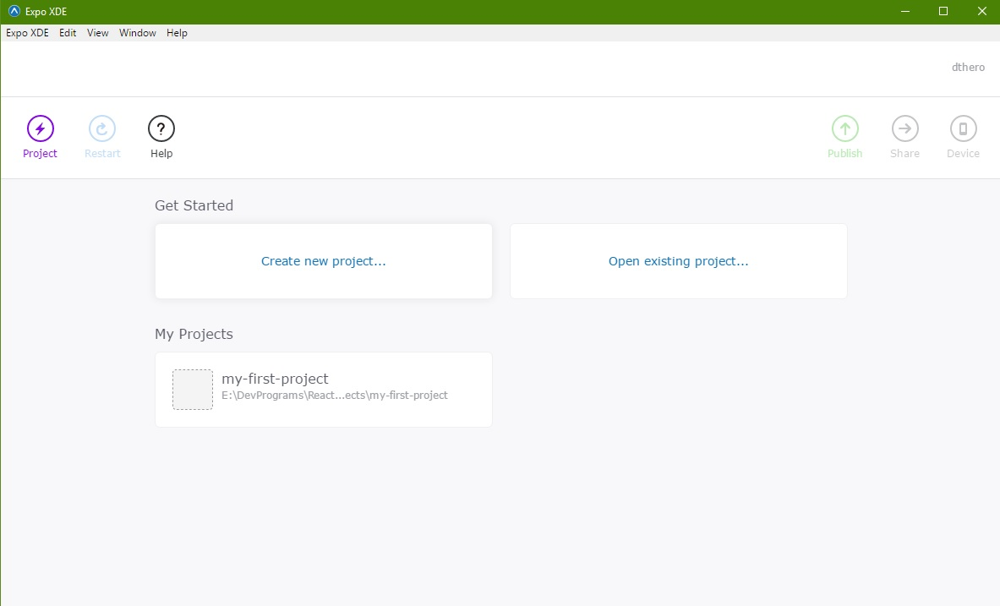 Expo XDE
Expo XDE Edit View Window Help
dthero
Project Restart Help Publish Share Device
Get Started
Create new project... Open existing project...
My Projects
my-first-project
E:\DevPrograms\React...ects\my-first-project